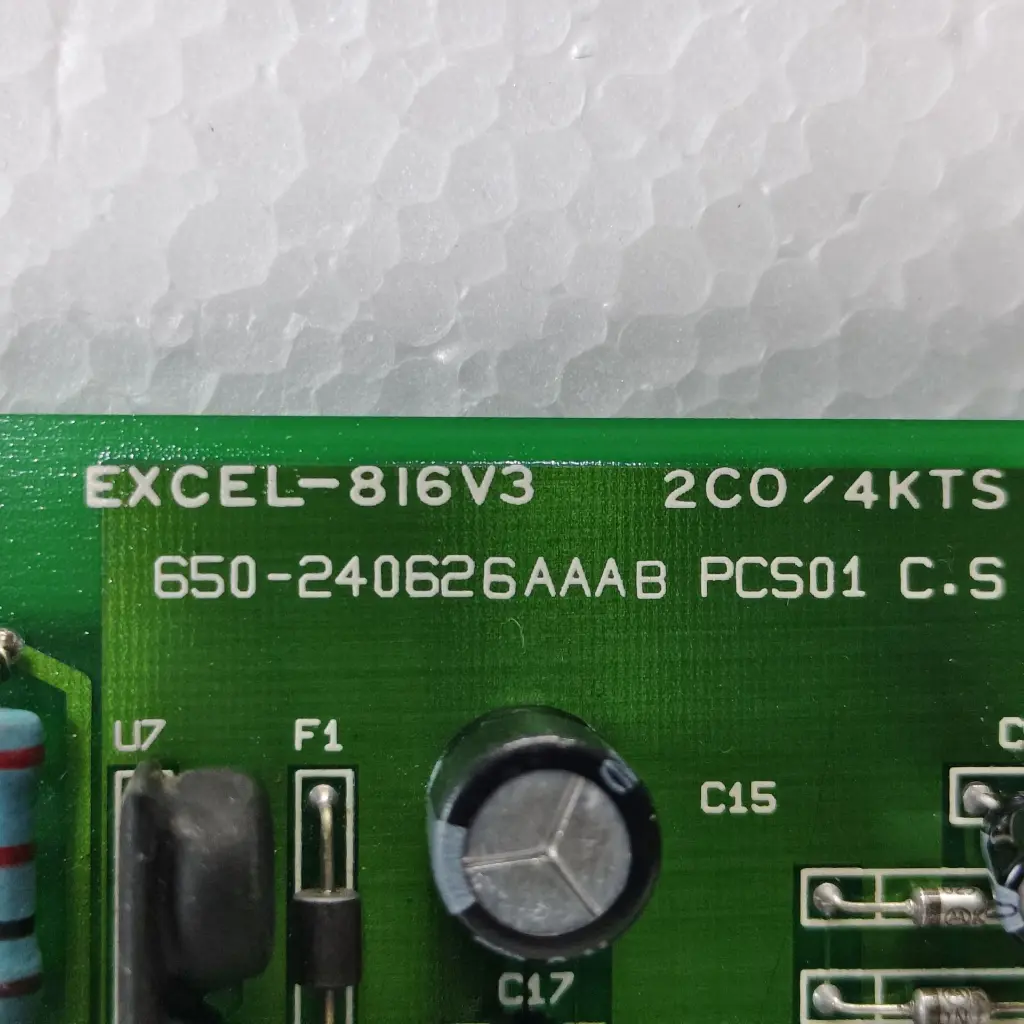 EXCEL-816V3 2CO/4KTS
650-240626AAAB PCS01 C.S
U7 F1
C15
C17